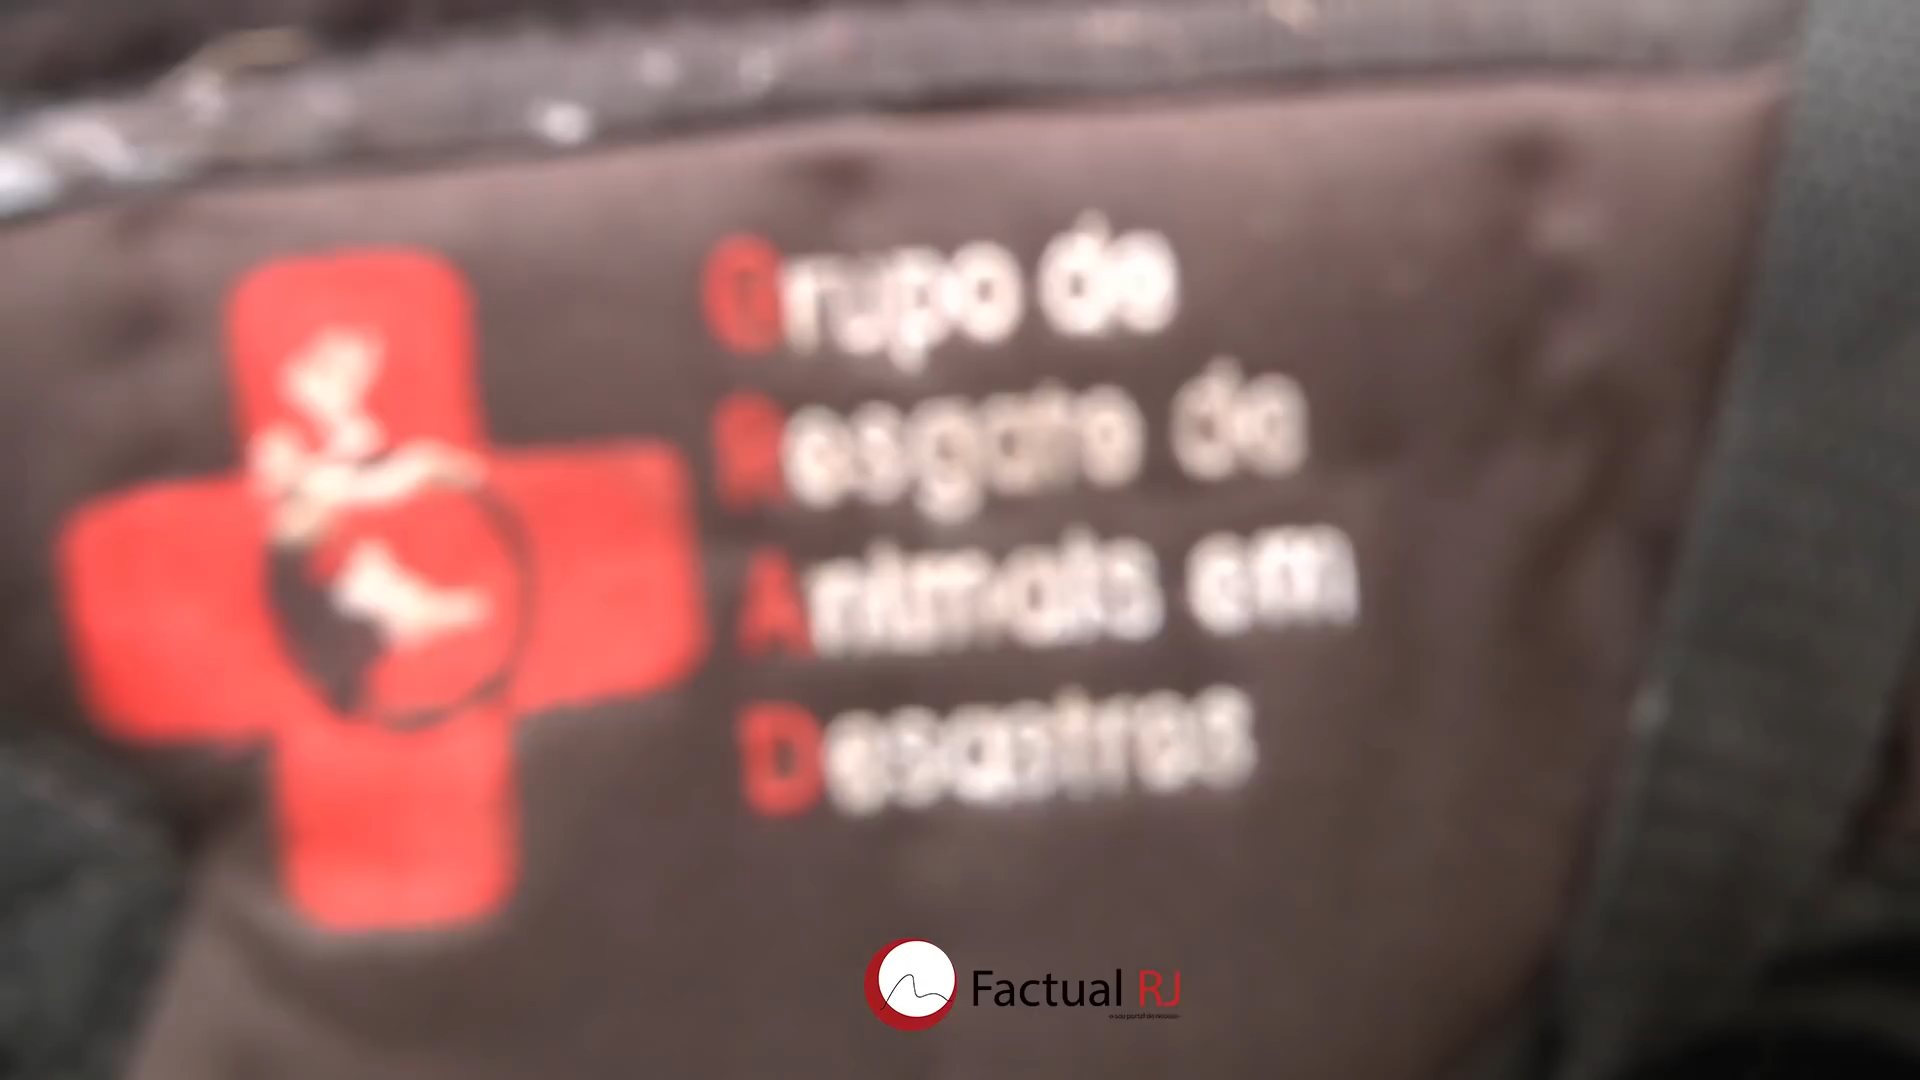 Grupo de
Resgate de
Animais em
Desastres
Factual RJ